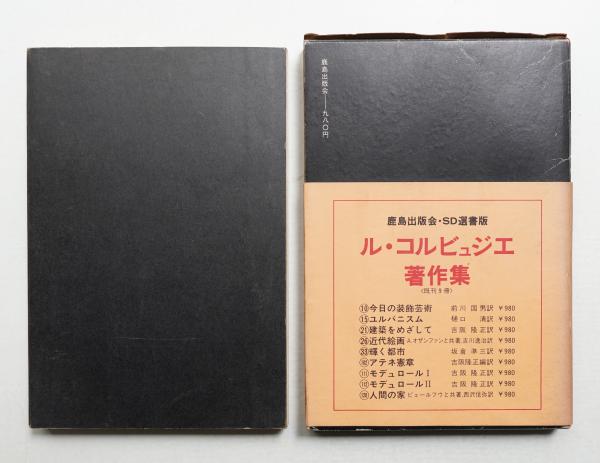 鹿島出版会——九八〇円
鹿島出版会・SD選書版
ル・コルビュジエ
著作集
〈既刊9冊〉
⑩今日の装飾芸術 前川国男訳 ¥980
⑮ユルバニスム 樋口清訳 ¥980
㉑建築をめざして 吉阪隆正訳 ¥980
㉖近代絵画 A.オザンファンと共著,吉川逸治訳 ¥980
㉝輝く都市 坂倉準三訳 ¥980
(102)アテネ憲章 吉阪隆正編訳 ¥980
(111)モデュロールⅠ 吉阪隆正訳 ¥980
(112)モデュロールⅡ 吉阪隆正訳 ¥980
人間の家 ピェールフウと共著,西沢信弥訳 ¥980